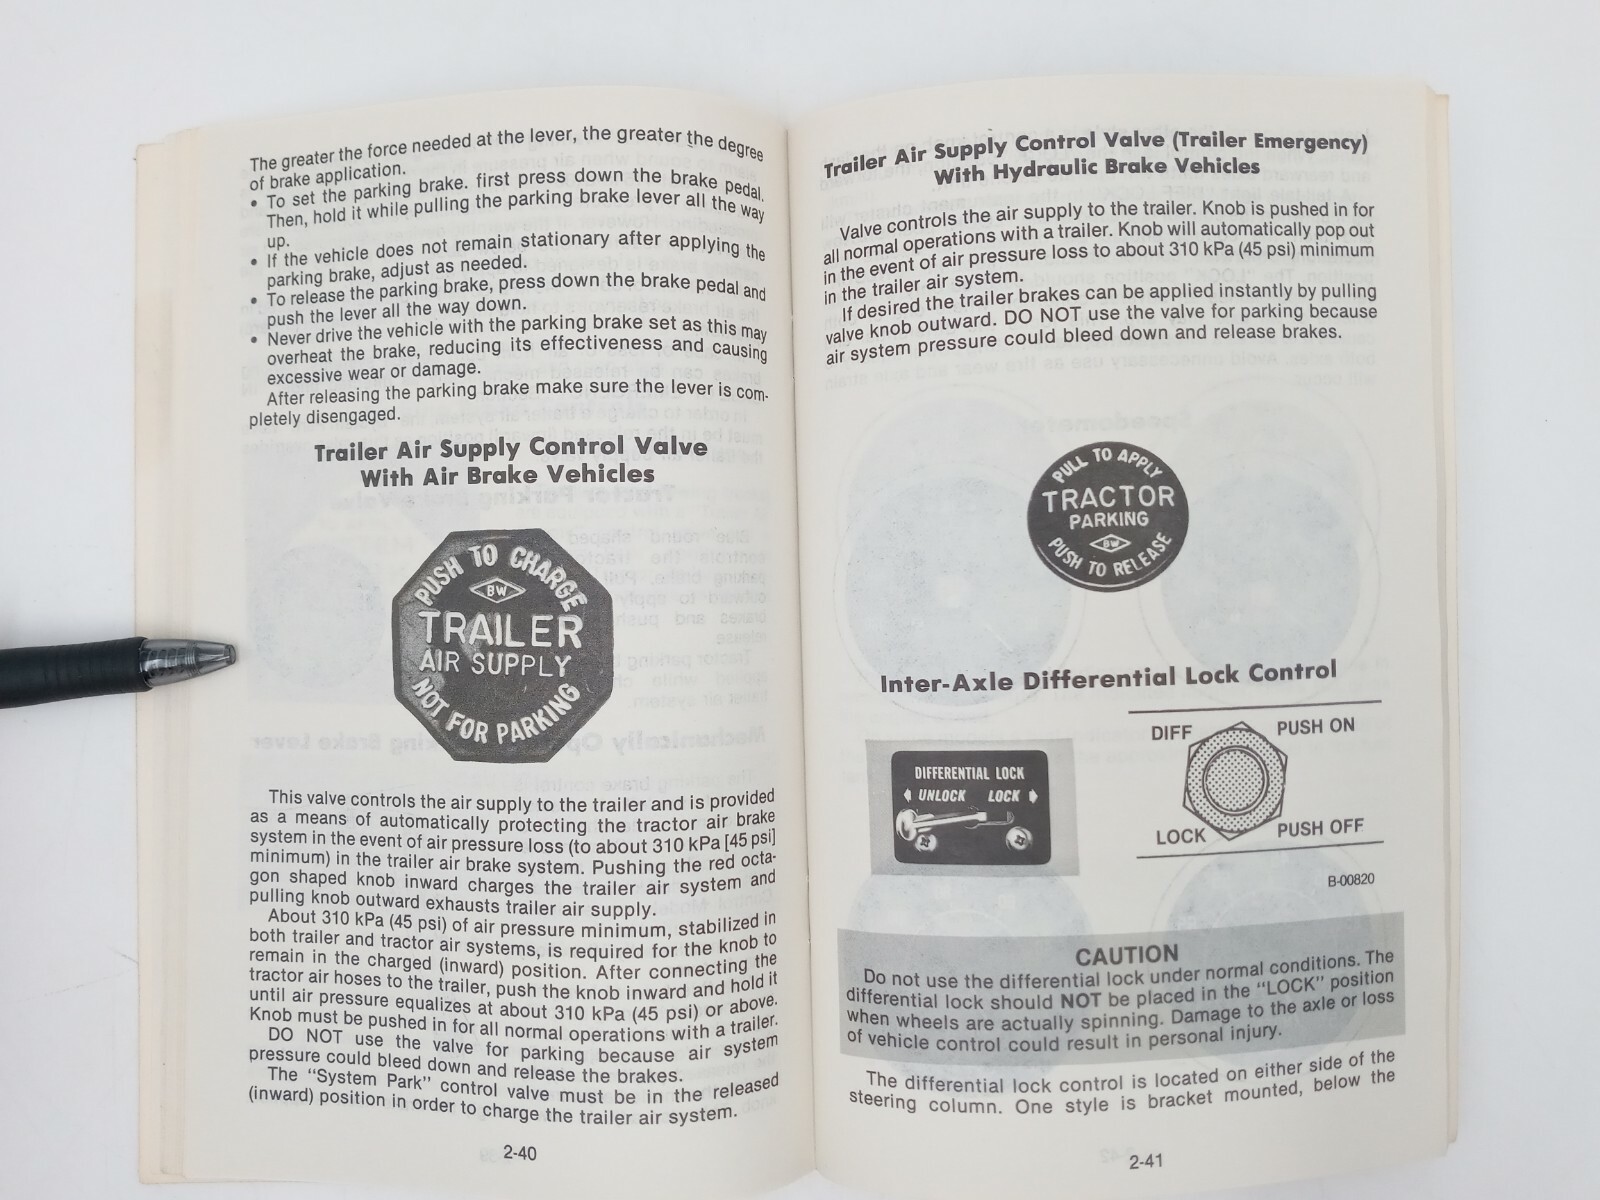 The greater the force needed at the lever, the greater the degree
of brake application.
• To set the parking brake. first press down the brake pedal.
Then, hold it while pulling the parking brake lever all the way
up.
• If the vehicle does not remain stationary after applying the
parking brake, adjust as needed.
• To release the parking brake, press down the brake pedal and
push the lever all the way down.
• Never drive the vehicle with the parking brake set as this may
overheat the brake, reducing its effectiveness and causing
excessive wear or damage.
After releasing the parking brake make sure the lever is com-
pletely disengaged.
Trailer Air Supply Control Valve
With Air Brake Vehicles
PUSH TO CHARGE
BW
TRAILER
AIR SUPPLY
NOT FOR PARKING
This valve controls the air supply to the trailer and is provided
as a means of automatically protecting the tractor air brake
system in the event of air pressure loss (to about 310 kPa [45 psi]
minimum) in the trailer air brake system. Pushing the red octa-
gon shaped knob inward charges the trailer air system and
pulling knob outward exhausts trailer air supply.
About 310 kPa (45 psi) of air pressure minimum, stabilized in
both trailer and tractor air systems, is required for the knob to
remain in the charged (inward) position. After connecting the
tractor air hoses to the trailer, push the knob inward and hold it
until air pressure equalizes at about 310 kPa (45 psi) or above.
Knob must be pushed in for all normal operations with a trailer.
DO NOT use the valve for parking because air system
pressure could bleed down and release the brakes.
The "System Park" control valve must be in the released
(inward) position in order to charge the trailer air system.
2-40
Trailer Air Supply Control Valve (Trailer Emergency)
With Hydraulic Brake Vehicles
Valve controls the air supply to the trailer. Knob is pushed in for
all normal operations with a trailer. Knob will automatically pop out
in the event of air pressure loss to about 310 kPa (45 psi) minimum
in the trailer air system.
If desired the trailer brakes can be applied instantly by pulling
valve knob outward. DO NOT use the valve for parking because
air system pressure could bleed down and release brakes.
PULL TO APPLY
TRACTOR
PARKING
BW
PUSH TO RELEASE
Inter-Axle Differential Lock Control
DIFFERENTIAL LOCK
UNLOCK LOCK
DIFF PUSH ON
LOCK PUSH OFF
B-00820
CAUTION
Do not use the differential lock under normal conditions. The
differential lock should NOT be placed in the "LOCK" position
when wheels are actually spinning. Damage to the axle or loss
of vehicle control could result in personal injury.
The differential lock control is located on either side of the
steering column. One style is bracket mounted, below the
2-41